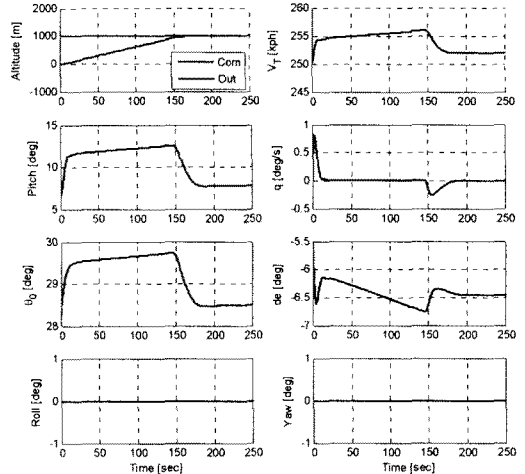 2000
1000
0
-1000
Altitude [m]
0 50 100 150 200 250
Com
Out
265
260
255
250
245
V_T [kph]
0 50 100 150 200 250
15
10
5
Pitch [deg]
0 50 100 150 200 250
1
0.5
0
-0.5
q [deg/s]
0 50 100 150 200 250
30
29
28
θ_0 [deg]
0 50 100 150 200 250
-5.5
-6
-6.5
-7
de [deg]
0 50 100 150 200 250
1
0
-1
Roll [deg]
0 50 100 150 200 250
Time [sec]
1
0
-1
Yaw [deg]
0 50 100 150 200 250
Time [sec]